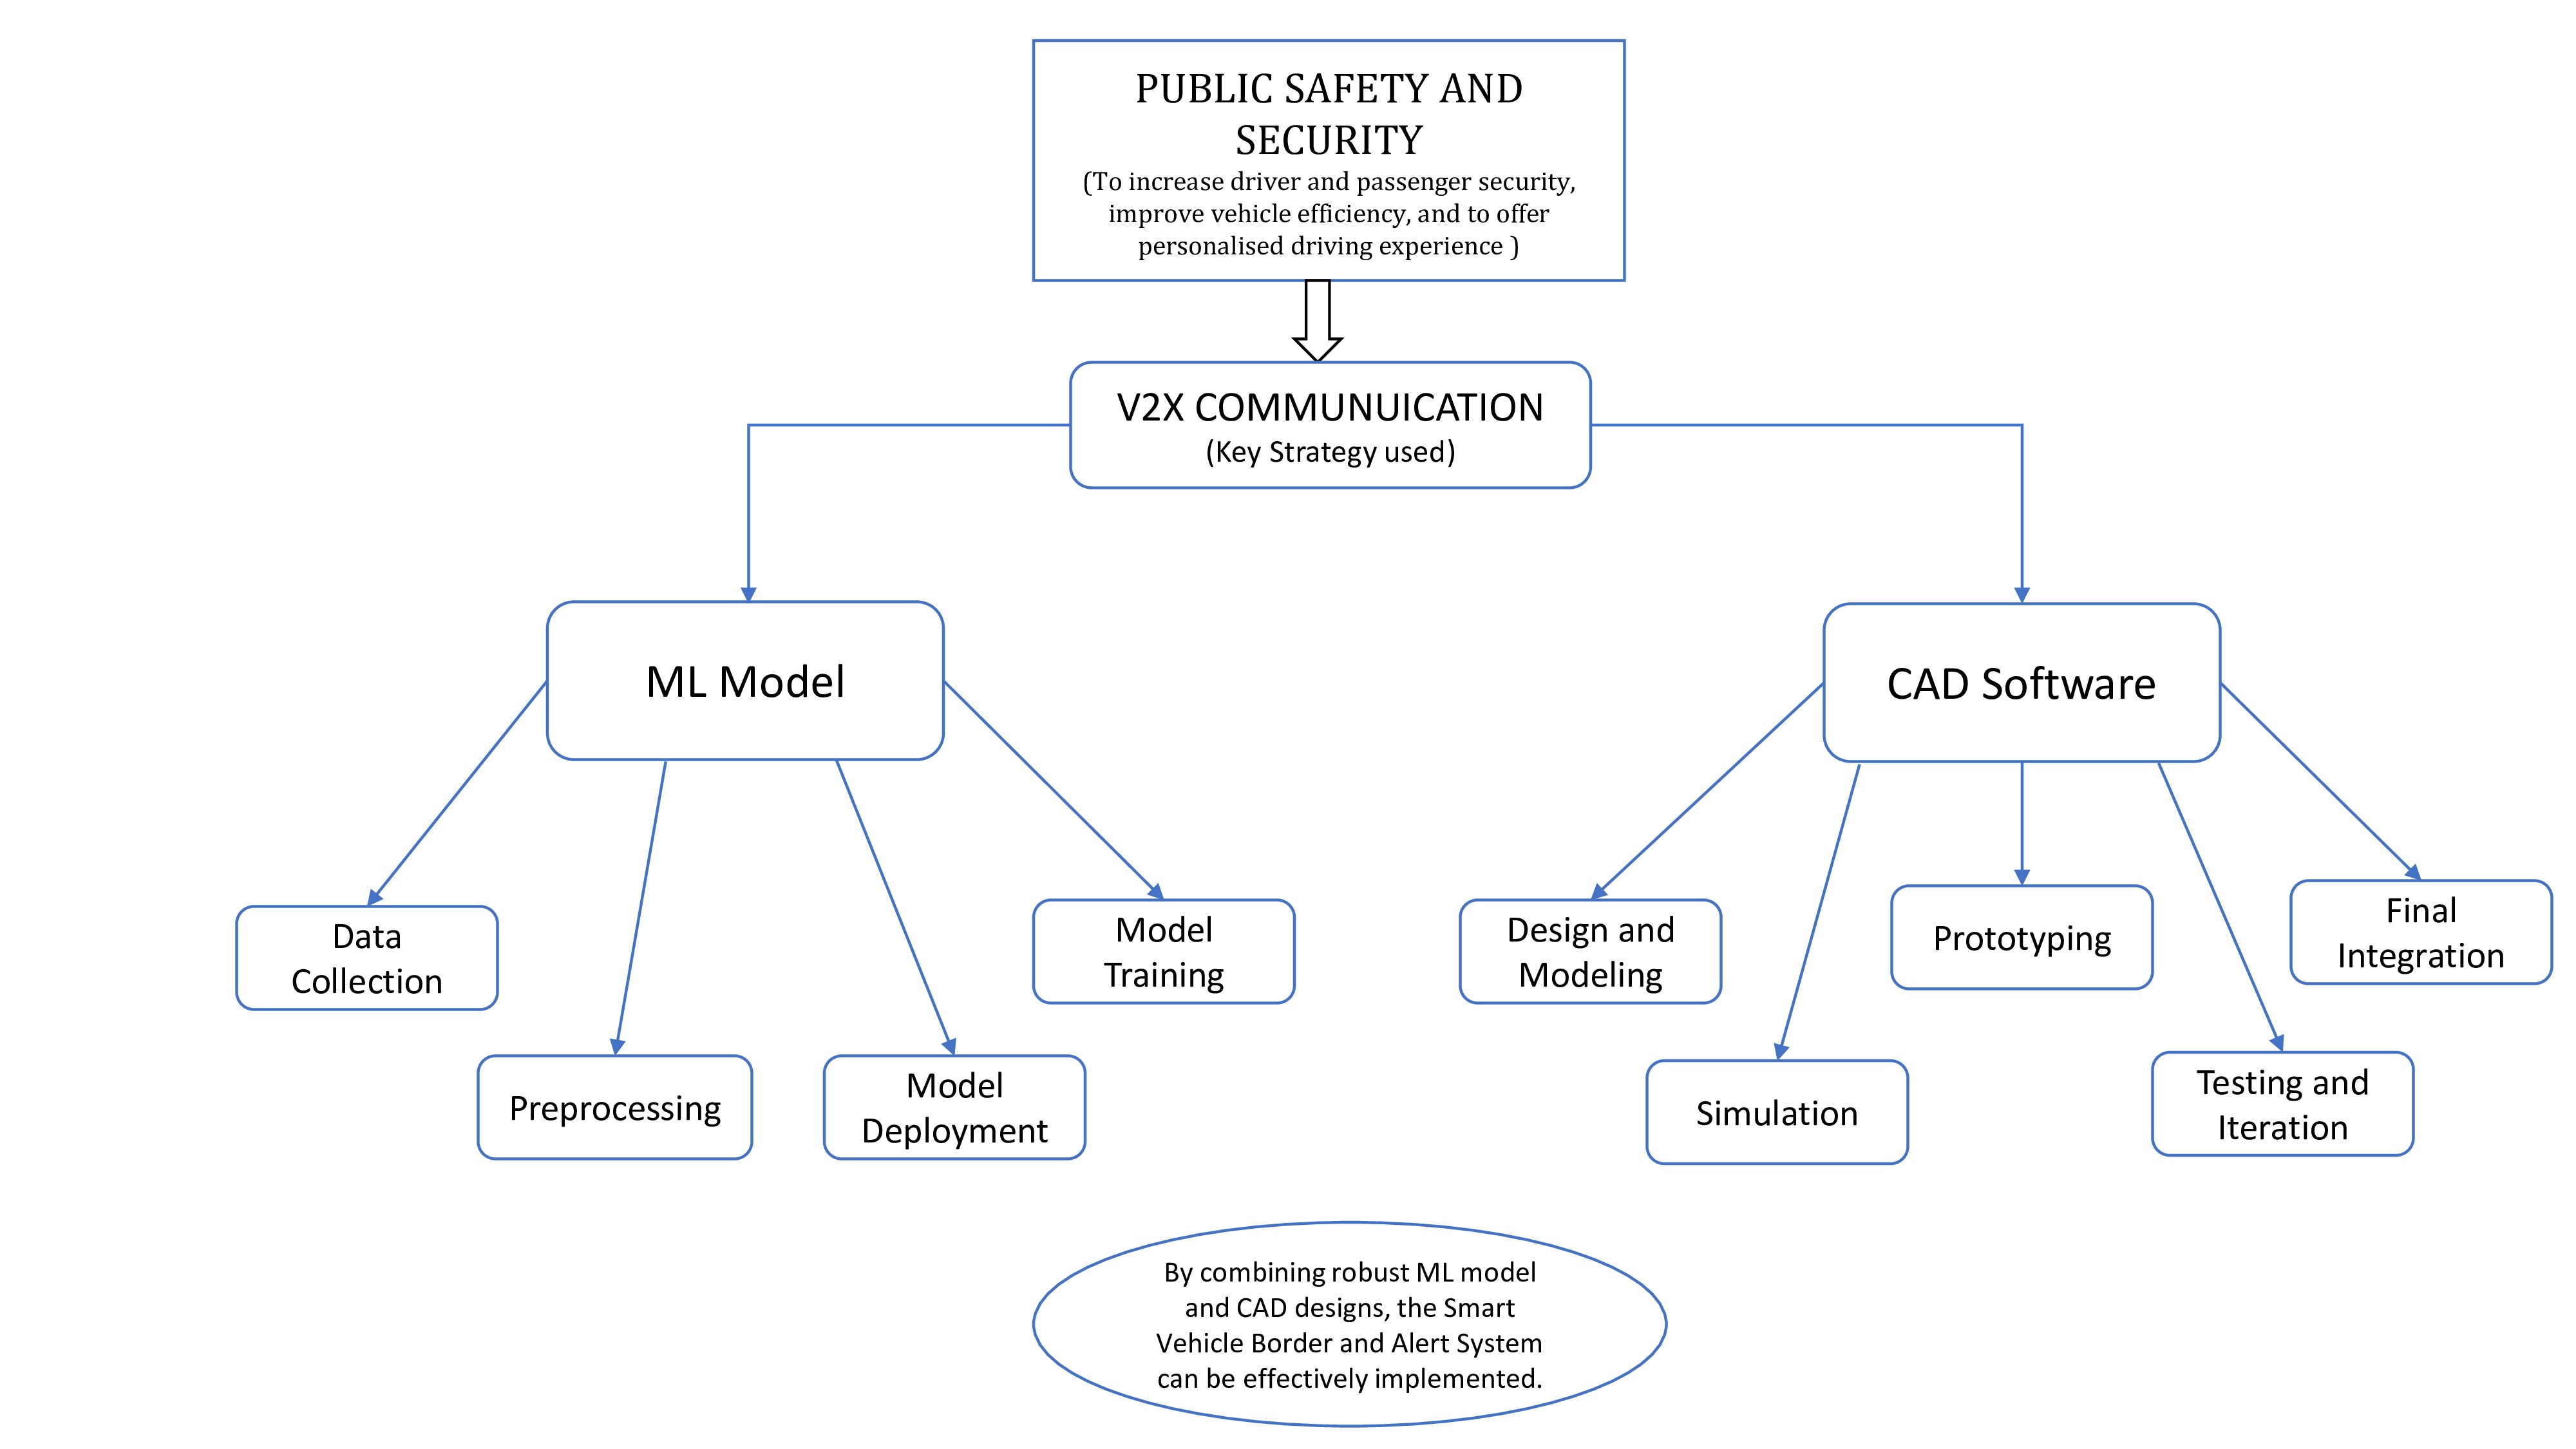 PUBLIC SAFETY AND
SECURITY
(To increase driver and passenger security,
improve vehicle efficiency, and to offer
personalised driving experience )
V2X COMMUNUICATION
(Key Strategy used)
ML Model
CAD Software
Data
Collection
Preprocessing
Model
Deployment
Model
Training
Design and
Modeling
Simulation
Prototyping
Testing and
Iteration
Final
Integration
By combining robust ML model
and CAD designs, the Smart
Vehicle Border and Alert System
can be effectively implemented.